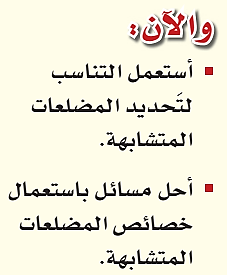 والآن:
أستعمل التناسب
لتَحديد المضلعات
المتشابهة.
أحل مسائل باستعمال
خصائص المضلعات
المتشابهة.